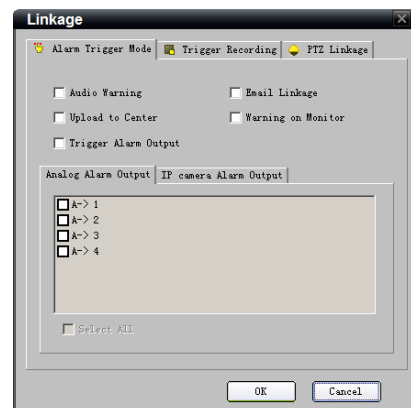 Linkage
Alarm Trigger Mode Trigger Recording PTZ Linkage
Audio Warning Email Linkage
Upload to Center Warning on Monitor
Trigger Alarm Output
Analog Alarm Output IP camera Alarm Output
A-> 1
A-> 2
A-> 3
A-> 4
Select All
OK Cancel